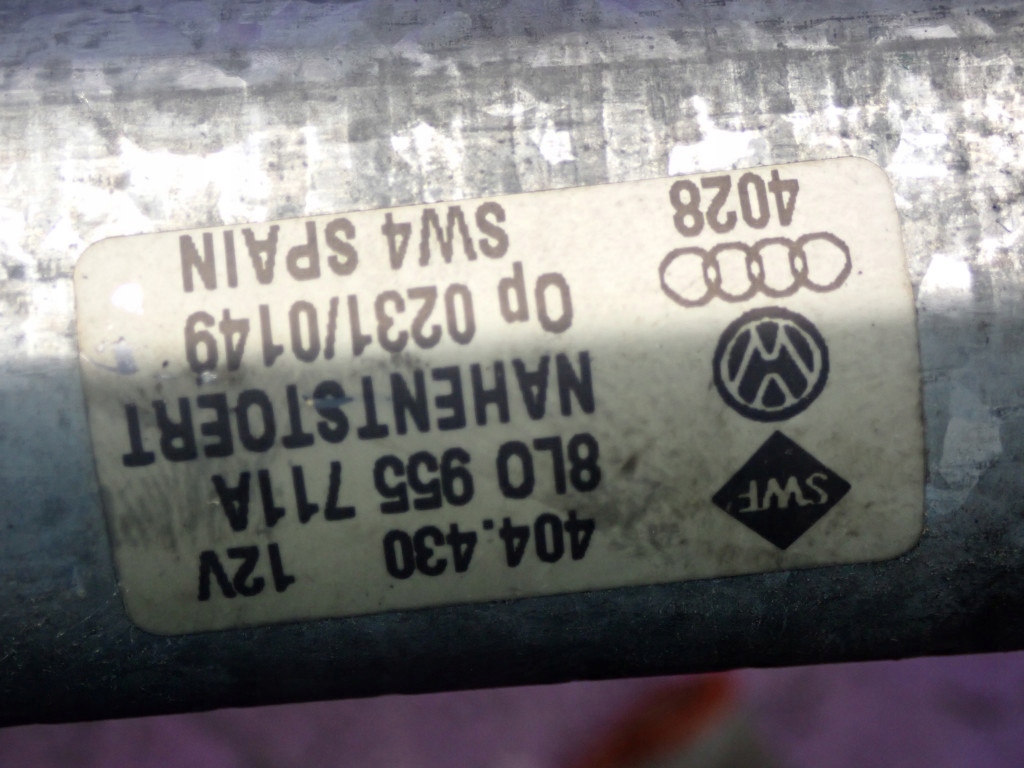 SWF
404.430 12V
8L0 955 711A
NAHENTSTOERT
Op 0231/0149
SW4 SPAIN
4028